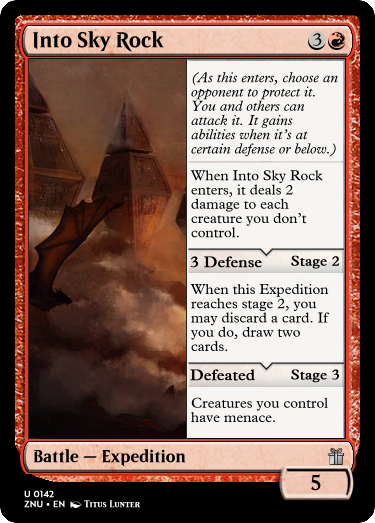 Into Sky Rock 3
(As this enters, choose an
opponent to protect it.
You and others can
attack it. It gains
abilities when it's at
certain defense or below.)
When Into Sky Rock
enters, it deals 2
damage to each
creature you don't
control.
3 Defense Stage 2
When this Expedition
reaches stage 2, you
may discard a card. If
you do, draw two
cards.
Defeated Stage 3
Creatures you control
have menace.
Battle — Expedition
5
U 0142
ZNU • EN Titus Lunter